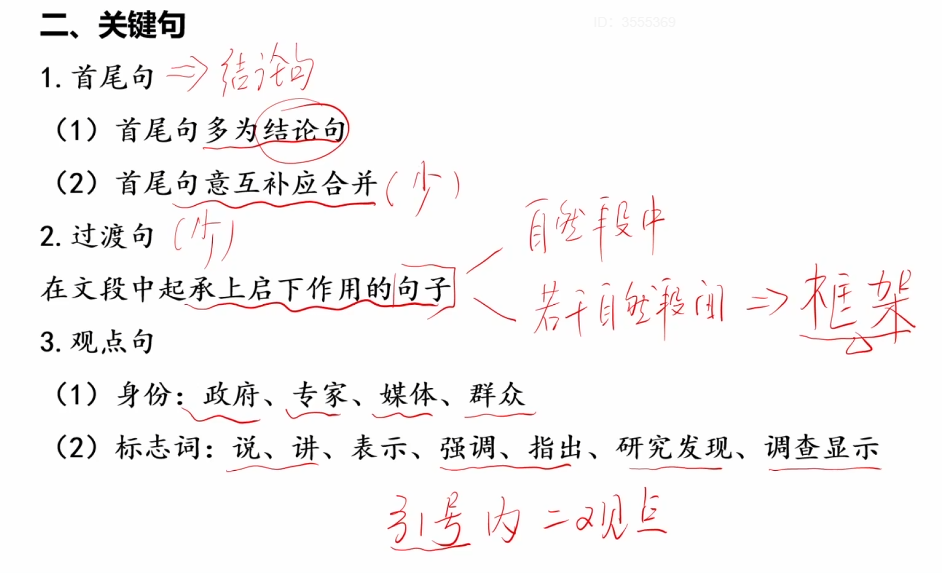 ID：3555369
二、关键句
1.首尾句 => 结论句
（1）首尾句多为结论句
（2）首尾句意互补应合并（少）
2.过渡句（少）
自然段中
在文段中起承上启下作用的句子
若干自然段间 => 框架
3.观点句
（1）身份：政府、专家、媒体、群众
（2）标志词：说、讲、表示、强调、指出、研究发现、调查显示
引号内=观点